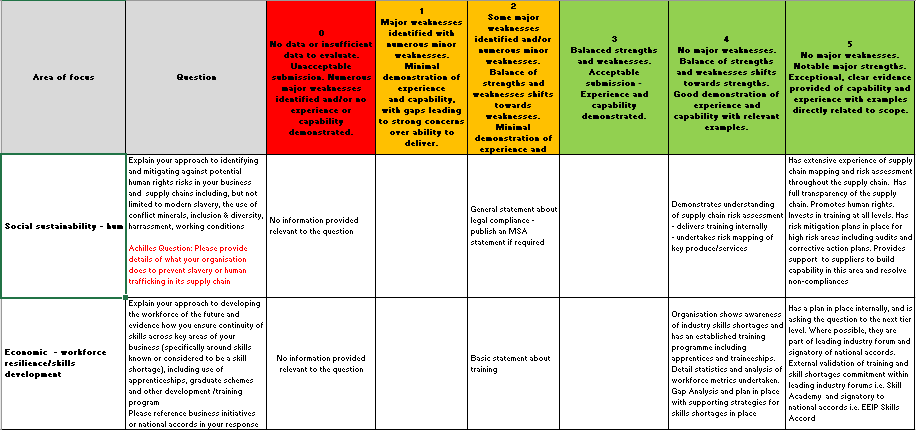 Area of focus
Question
0
No data or insufficient
data to evaluate.
Unacceptable
submission. Numerous
major weaknesses
identified and/or no
experience or
capability
demonstrated.
1
Major weaknesses
identified with
numerous minor
weaknesses.
Minimal
demonstration of
experience
and capability,
with gaps leading
to strong concerns
over ability to
deliver.
2
Some major
weaknesses
identified and/or
numerous minor
weaknesses.
Balance of
strengths and
weaknesses shifts
towards
weaknesses.
Minimal
demonstration of
experience and
3
Balanced strengths
and weaknesses.
Acceptable
submission -
Experience and
capability
demonstrated.
4
No major weaknesses.
Balance of strengths
and weaknesses shifts
towards strengths.
Good demonstration of
experience and
capability with relevant
examples.
5
No major weaknesses.
Notable major strengths.
Exceptional, clear evidence
provided of capability and
experience with examples
directly related to scope.
Social sustainability - hum
Explain your approach to identifying
and mitigating against potential
human rights risks in your business
and supply chains including, but not
limited to modern slavery, the use of
conflict minerals, inclusion & diversity,
harrassment, working conditions
Achilles Question: Please provide
details of what your organisation
does to prevent slavery or human
trafficking in its supply chain
No information provided
relevant to the question
General statement about
legal compliance -
publish an MSA
statement if required
Demonstrates understanding
of supply chain risk assessment
- delivers training internally
- undertakes risk mapping of
key produce/services
Has extensive experience of supply
chain mapping and risk assessment
throughout the supply chain. Has
full transparency of the supply
chain. Promotes human rights.
Invests in training at all levels. Has
risk mitigation plans in place for
high risk areas including audits and
corrective action plans. Provides
support to suppliers to build
capability in this area and resolve
non-compliances
Economic - workforce
resilience/skills
development
Explain your approach to developing
the workforce of the future and
evidence how you ensure continuity of
skills across key areas of your
business (specifically around skills
known or considered to be a skill
shortage), including use of
apprenticeships, graduate schemes
and other development /training
program
Please reference business initiatives
or national accords in your response
No information provided
relevant to the question
Basic statement about
training
Organisation shows awareness
of industry skills shortages and
has an established training
programme including
apprentices and traineeships.
Detail statistics and analysis of
workforce metrics undertaken.
Gap Analysis and plan in place
with supporting strategies for
skills shortages in place
Has a plan in place internally, and is
asking the question to the next tier
level. Where possible, they are
part of leading industry forum and
signatory of national accords.
External validation of training and
skill shortages commitment within
leading industry forums i.e. Skill
Academy and signatory to
national accords i.e. EEIP Skills
Accord